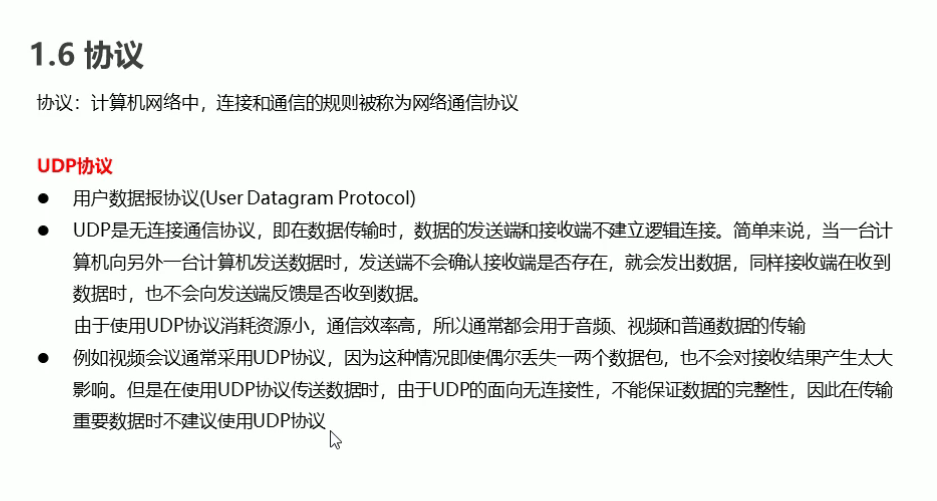 1.6 协议
协议：计算机网络中，连接和通信的规则被称为网络通信协议
UDP协议
● 用户数据报协议(User Datagram Protocol)
● UDP是无连接通信协议，即在数据传输时，数据的发送端和接收端不建立逻辑连接。简单来说，当一台计
算机向另外一台计算机发送数据时，发送端不会确认接收端是否存在，就会发出数据，同样接收端在收到
数据时，也不会向发送端反馈是否收到数据。
由于使用UDP协议消耗资源小，通信效率高，所以通常都会用于音频、视频和普通数据的传输
● 例如视频会议通常采用UDP协议，因为这种情况即使偶尔丢失一两个数据包，也不会对接收结果产生太大
影响。但是在使用UDP协议传送数据时，由于UDP的面向无连接性，不能保证数据的完整性，因此在传输
重要数据时不建议使用UDP协议